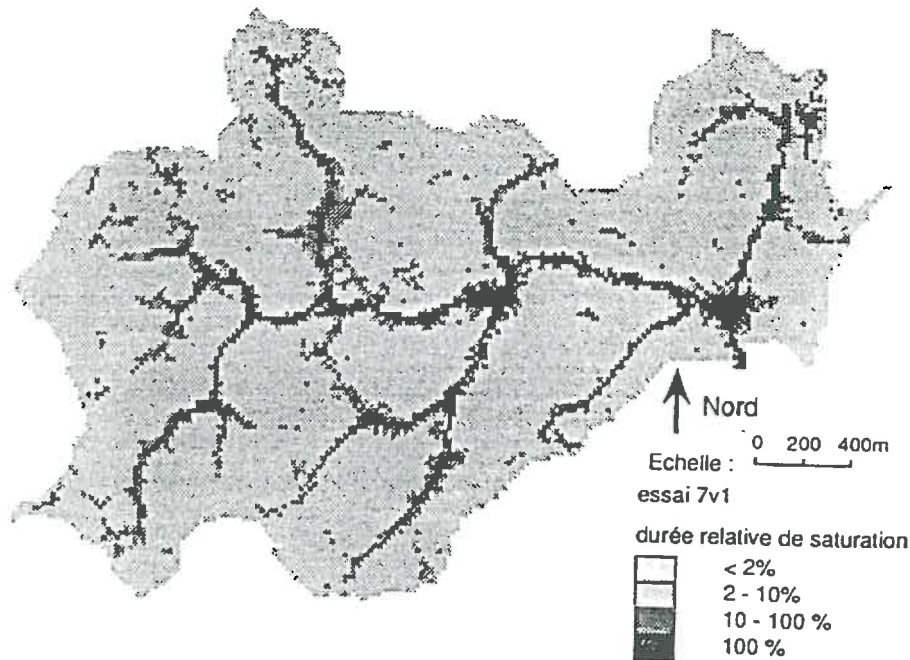 Nord
0 200 400m
Echelle :
essai 7v1
durée relative de saturation
< 2%
2 - 10%
10 - 100 %
100 %